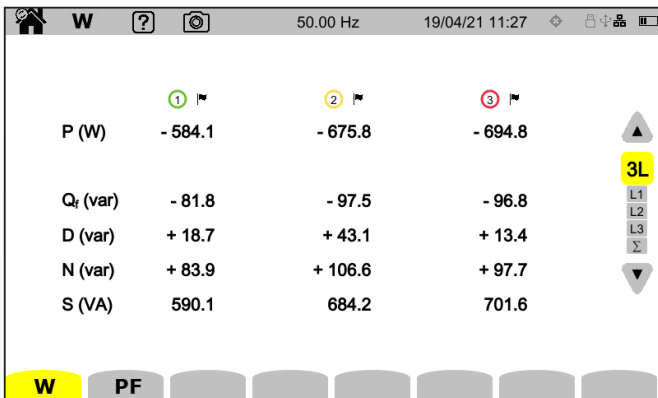 W ? 50.00 Hz 19/04/21 11:27
1 2 3
P (W) - 584.1 - 675.8 - 694.8
3L
Qf (var) - 81.8 - 97.5 - 96.8
L1
L2
D (var) + 18.7 + 43.1 + 13.4
L3
Σ
N (var) + 83.9 + 106.6 + 97.7
S (VA) 590.1 684.2 701.6
W PF